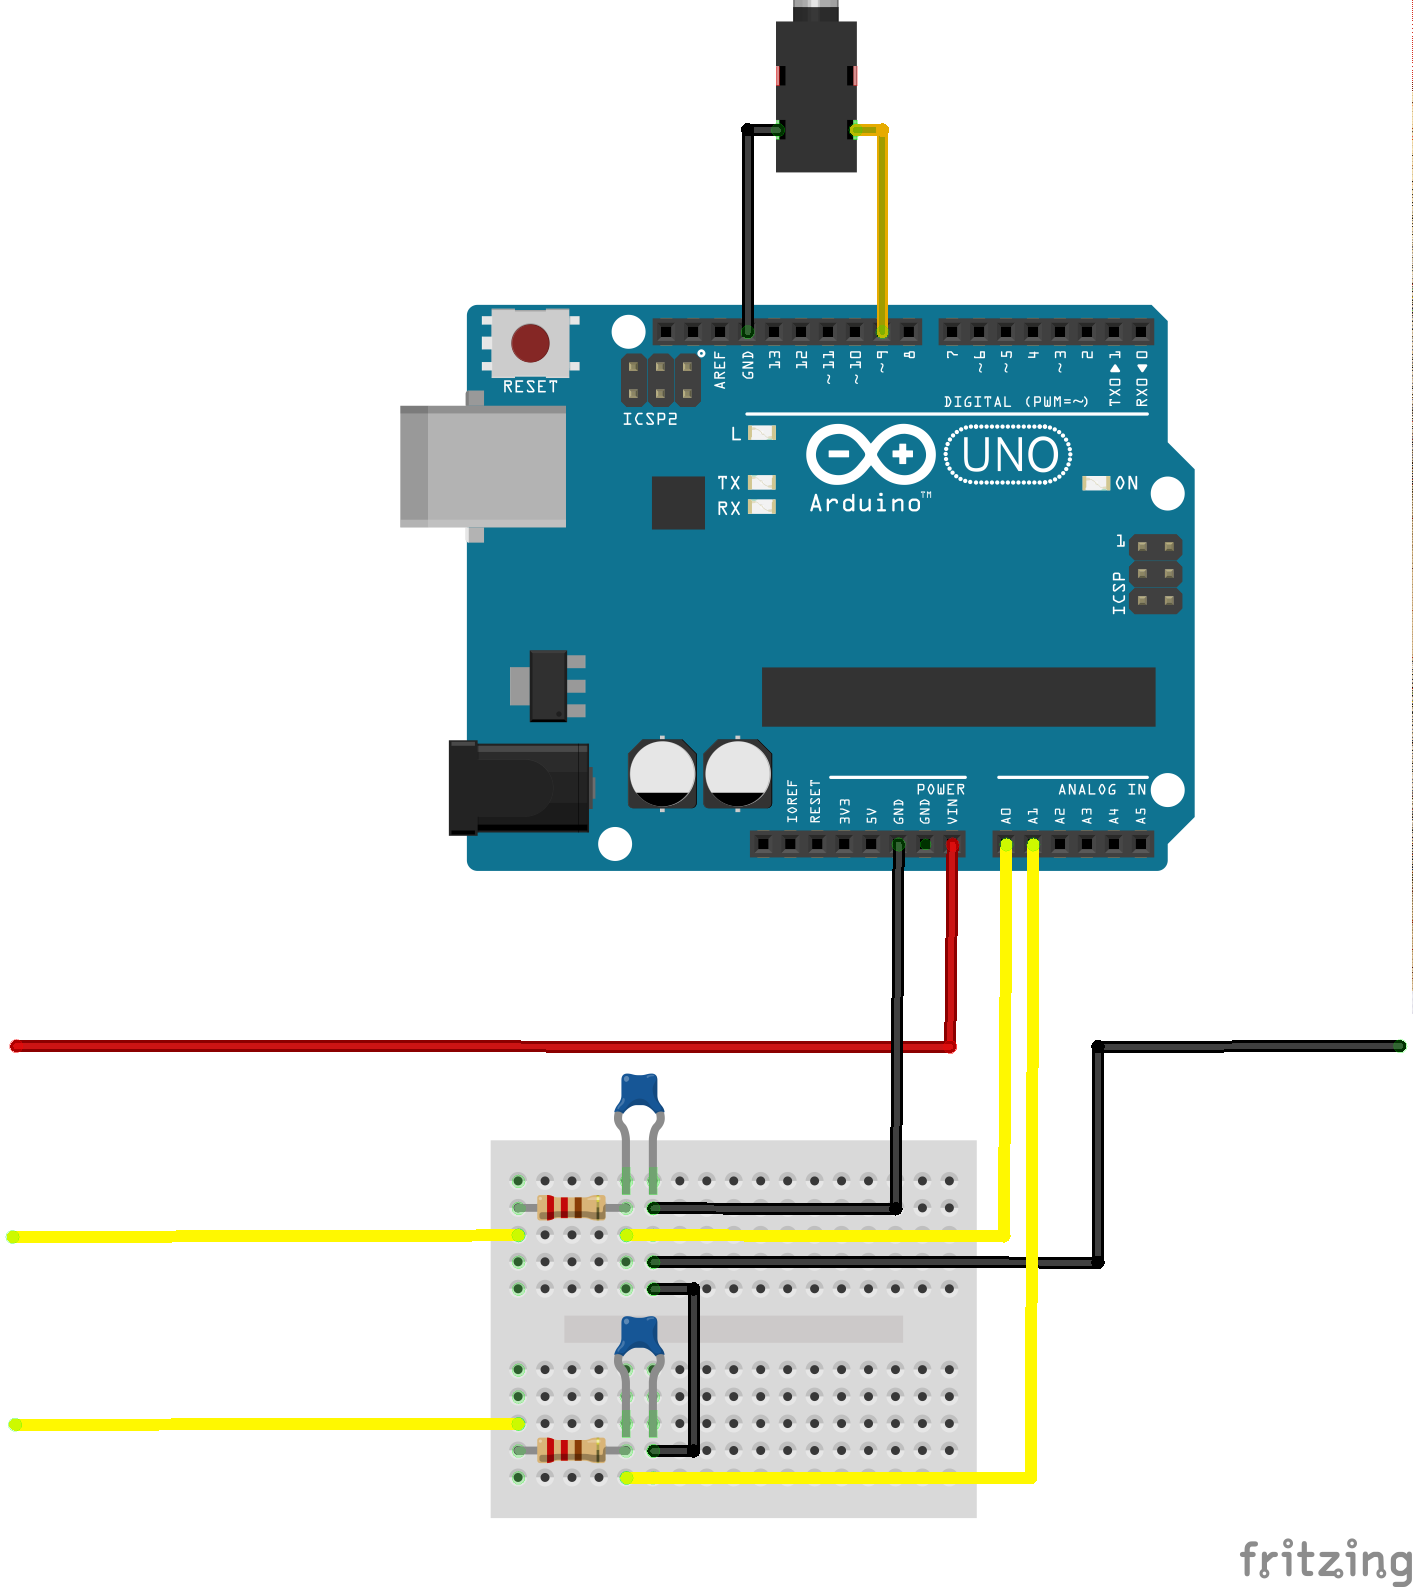 RESET
ICSP2
AREF
GND
13
12
~11
~10
~9
8
7
~6
~5
4
~3
2
TX0 ▶ 1
RX0 ◀ 0
DIGITAL (PWM=~)
L
TX
RX
Arduino™
UNO
ON
1
ICSP
IOREF
RESET
3V3
5V
GND
GND
VIN
POWER
ANALOG IN
A0
A1
A2
A3
A4
A5
fritzing